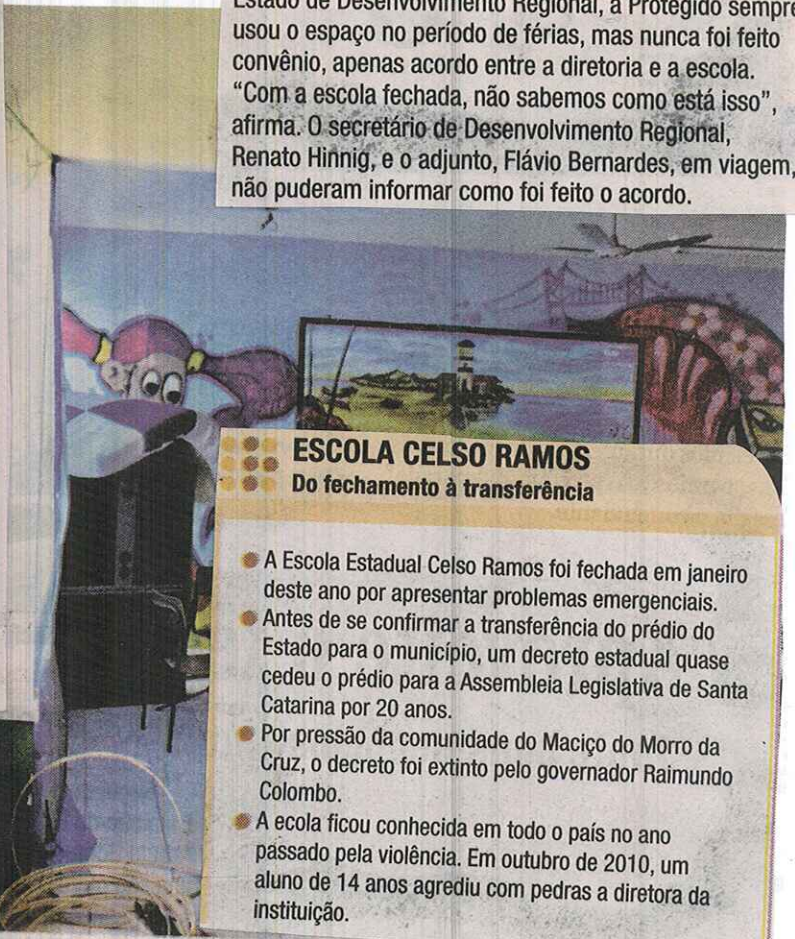 Estado de Desenvolvimento Regional, a Protegido sempre
usou o espaço no período de férias, mas nunca foi feito
convênio, apenas acordo entre a diretoria e a escola.
“Com a escola fechada, não sabemos como está isso”,
afirma. O secretário de Desenvolvimento Regional,
Renato Hinnig, e o adjunto, Flávio Bernardes, em viagem,
não puderam informar como foi feito o acordo.
ESCOLA CELSO RAMOS
Do fechamento à transferência
A Escola Estadual Celso Ramos foi fechada em janeiro
deste ano por apresentar problemas emergenciais.
Antes de se confirmar a transferência do prédio do
Estado para o município, um decreto estadual quase
cedeu o prédio para a Assembleia Legislativa de Santa
Catarina por 20 anos.
Por pressão da comunidade do Maciço do Morro da
Cruz, o decreto foi extinto pelo governador Raimundo
Colombo.
A ecola ficou conhecida em todo o país no ano
passado pela violência. Em outubro de 2010, um
aluno de 14 anos agrediu com pedras a diretora da
instituição.